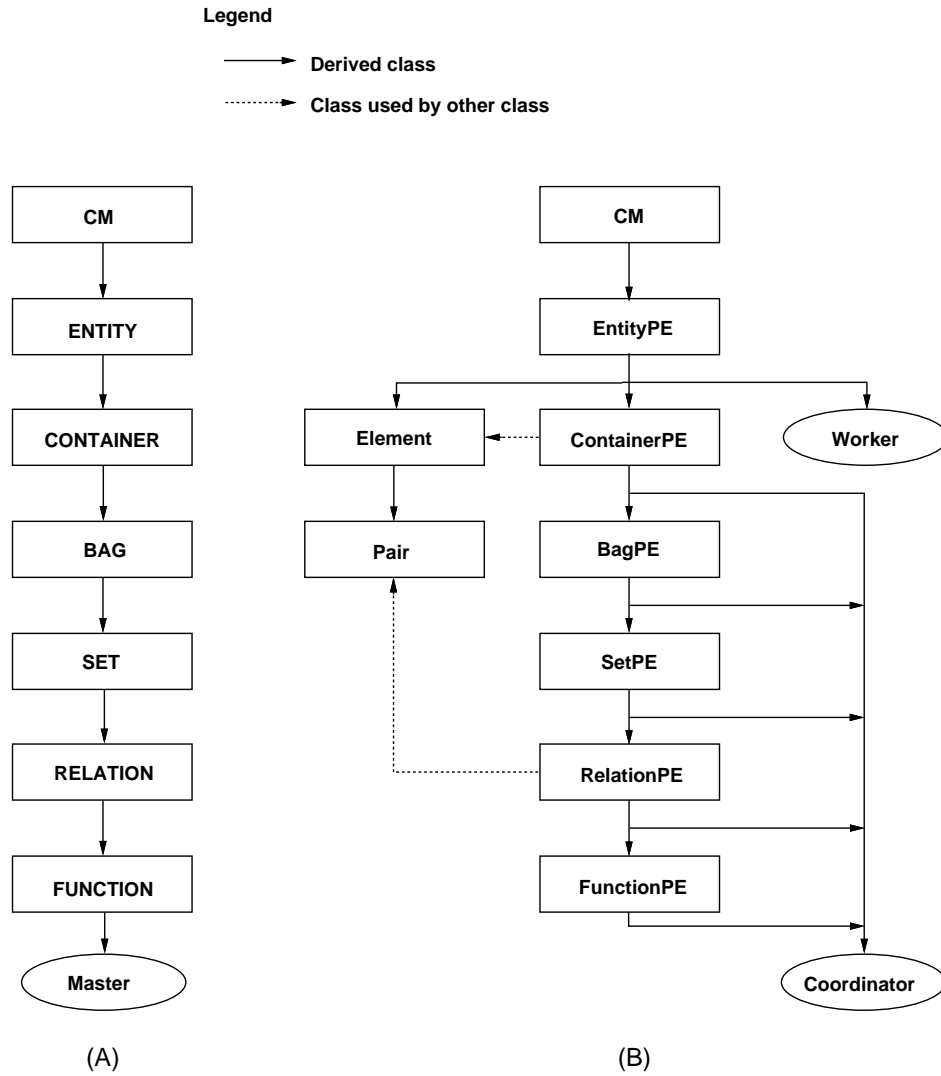 Legend
Derived class
Class used by other class
CM
ENTITY
CONTAINER
BAG
SET
RELATION
FUNCTION
Master
(A)
CM
EntityPE
Element
ContainerPE
Worker
Pair
BagPE
SetPE
RelationPE
FunctionPE
Coordinator
(B)